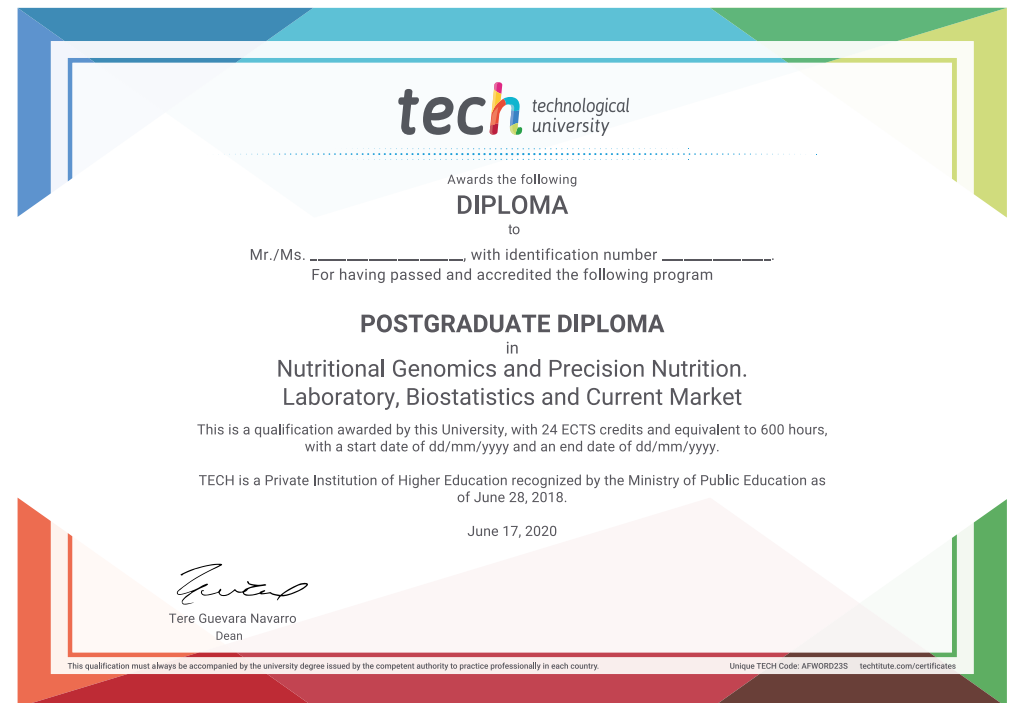 tech technological
university
Awards the following
DIPLOMA
to
Mr./Ms. ___________________, with identification number ______________.
For having passed and accredited the following program
POSTGRADUATE DIPLOMA
in
Nutritional Genomics and Precision Nutrition.
Laboratory, Biostatistics and Current Market
This is a qualification awarded by this University, with 24 ECTS credits and equivalent to 600 hours,
with a start date of dd/mm/yyyy and an end date of dd/mm/yyyy.
TECH is a Private Institution of Higher Education recognized by the Ministry of Public Education as
of June 28, 2018.
June 17, 2020
Tere Guevara Navarro
Dean
This qualification must always be accompanied by the university degree issued by the competent authority to practice professionally in each country.
Unique TECH Code: AFWORD23S techtitute.com/certificates